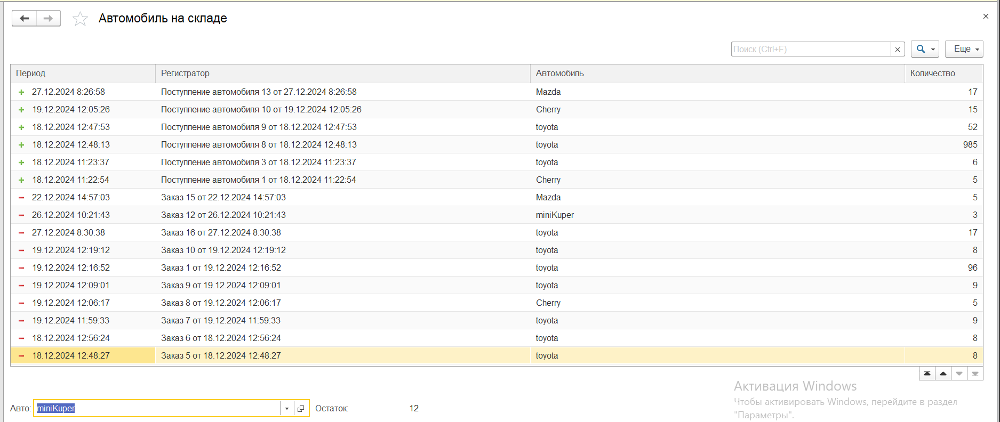 Автомобиль на складе
Поиск (Ctrl+F)
Еще
Период Регистратор Автомобиль Количество
27.12.2024 8:26:58 Поступление автомобиля 13 от 27.12.2024 8:26:58 Mazda 17
19.12.2024 12:05:26 Поступление автомобиля 10 от 19.12.2024 12:05:26 Cherry 15
18.12.2024 12:47:53 Поступление автомобиля 9 от 18.12.2024 12:47:53 toyota 52
18.12.2024 12:48:13 Поступление автомобиля 8 от 18.12.2024 12:48:13 toyota 985
18.12.2024 11:23:37 Поступление автомобиля 3 от 18.12.2024 11:23:37 toyota 6
18.12.2024 11:22:54 Поступление автомобиля 1 от 18.12.2024 11:22:54 Cherry 5
22.12.2024 14:57:03 Заказ 15 от 22.12.2024 14:57:03 Mazda 5
26.12.2024 10:21:43 Заказ 12 от 26.12.2024 10:21:43 miniKuper 3
27.12.2024 8:30:38 Заказ 16 от 27.12.2024 8:30:38 toyota 17
19.12.2024 12:19:12 Заказ 10 от 19.12.2024 12:19:12 toyota 8
19.12.2024 12:16:52 Заказ 1 от 19.12.2024 12:16:52 toyota 96
19.12.2024 12:09:01 Заказ 9 от 19.12.2024 12:09:01 toyota 9
19.12.2024 12:06:17 Заказ 8 от 19.12.2024 12:06:17 Cherry 5
19.12.2024 11:59:33 Заказ 7 от 19.12.2024 11:59:33 toyota 9
18.12.2024 12:56:24 Заказ 6 от 18.12.2024 12:56:24 toyota 8
18.12.2024 12:48:27 Заказ 5 от 18.12.2024 12:48:27 toyota 8
Авто: miniKuper Остаток: 12
Активация Windows
Чтобы активировать Windows, перейдите в раздел
"Параметры".